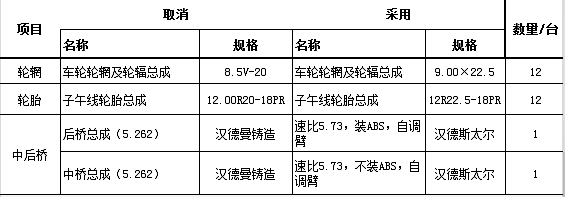 项目 取消 采用 数量/台
名称 规格 名称 规格
轮辋 车轮轮辋及轮辐总成 8.5V-20 车轮轮辋及轮辐总成 9.00×22.5 12
轮胎 子午线轮胎总成 12.00R20-18PR 子午线轮胎总成 12R22.5-18PR 12
中后桥 后桥总成（5.262） 汉德曼铸造 速比5.73，装ABS，自调
臂 汉德斯太尔 1
中桥总成（5.262） 汉德曼铸造 速比5.73，不装ABS，自
调臂 汉德斯太尔 1